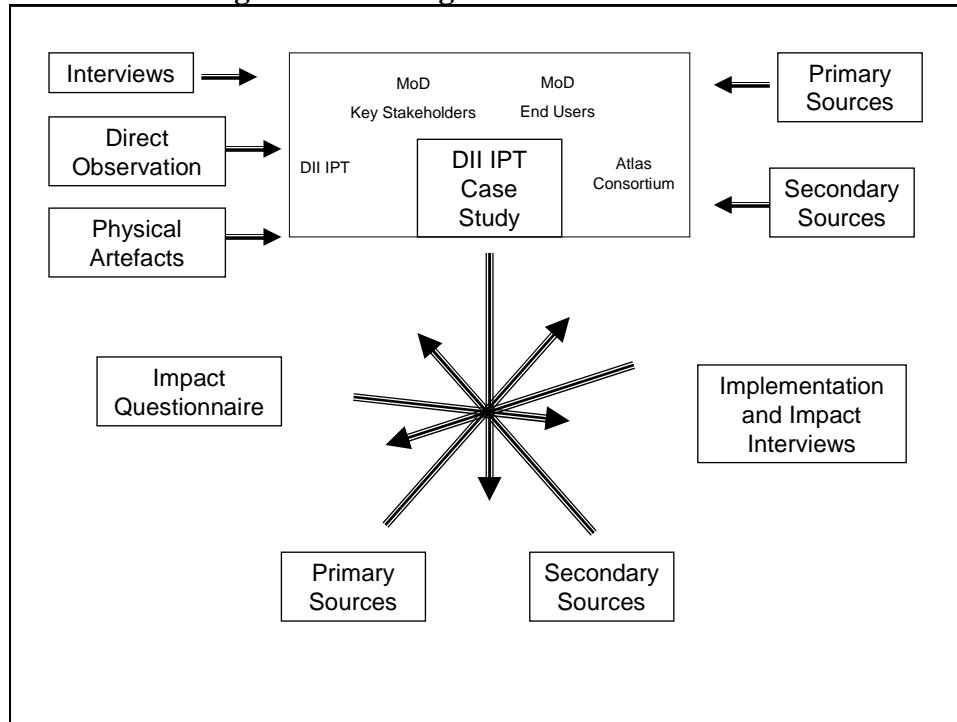 Interviews
Direct
Observation
Physical
Artefacts
MoD
Key Stakeholders
MoD
End Users
DII IPT
DII IPT
Case
Study
Atlas
Consortium
Primary
Sources
Secondary
Sources
Impact
Questionnaire
Implementation
and Impact
Interviews
Primary
Sources
Secondary
Sources